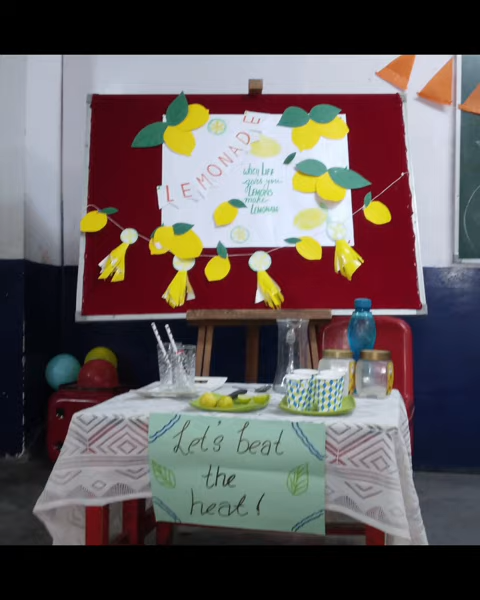 LEMONADE
when Life
gives you
LEMONS
make
LEMONADE
Let's beat
the
heat!